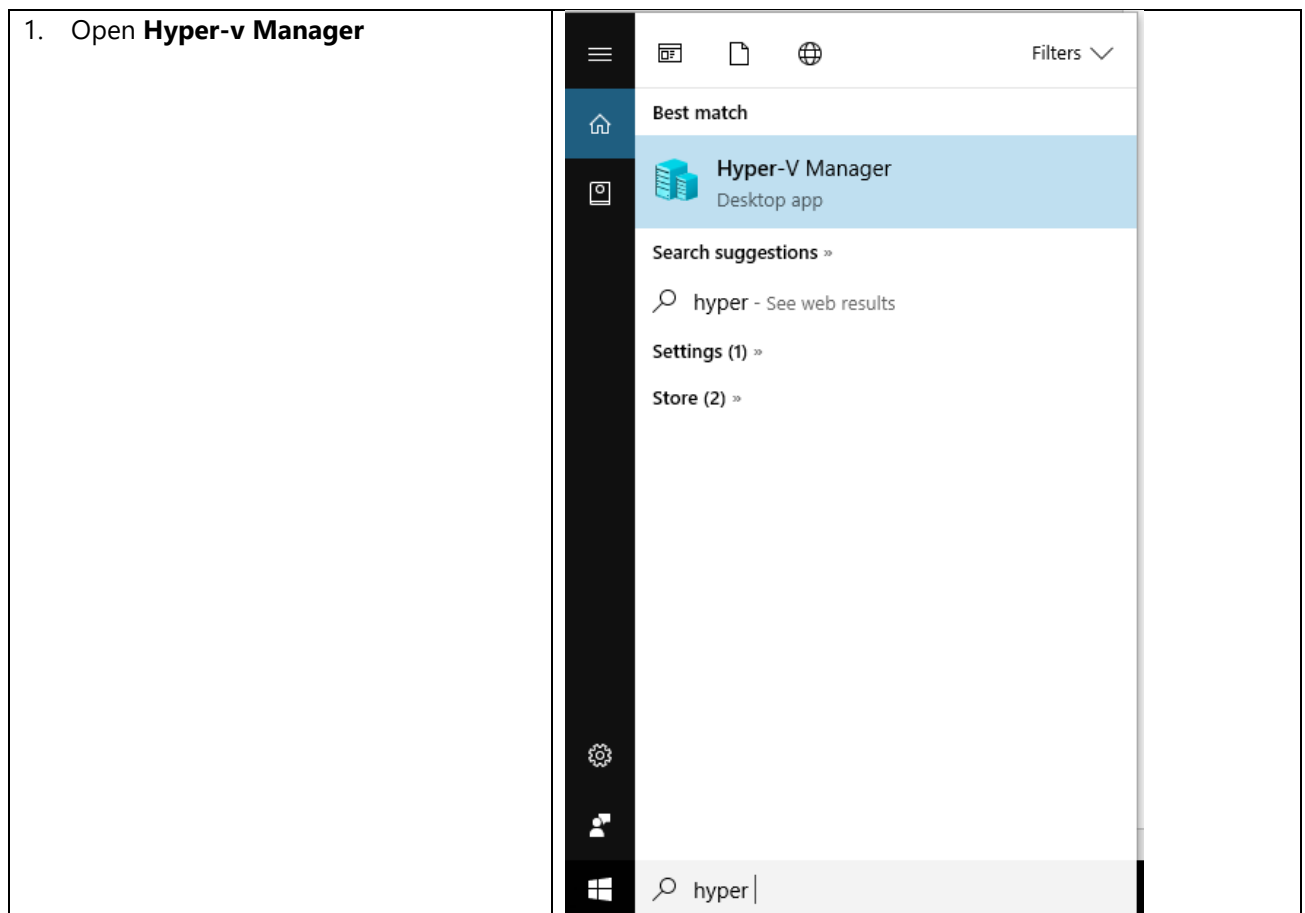 1. Open Hyper-v Manager
Filters
Best match
Hyper-V Manager
Desktop app
Search suggestions »
hyper - See web results
Settings (1) »
Store (2) »
hyper